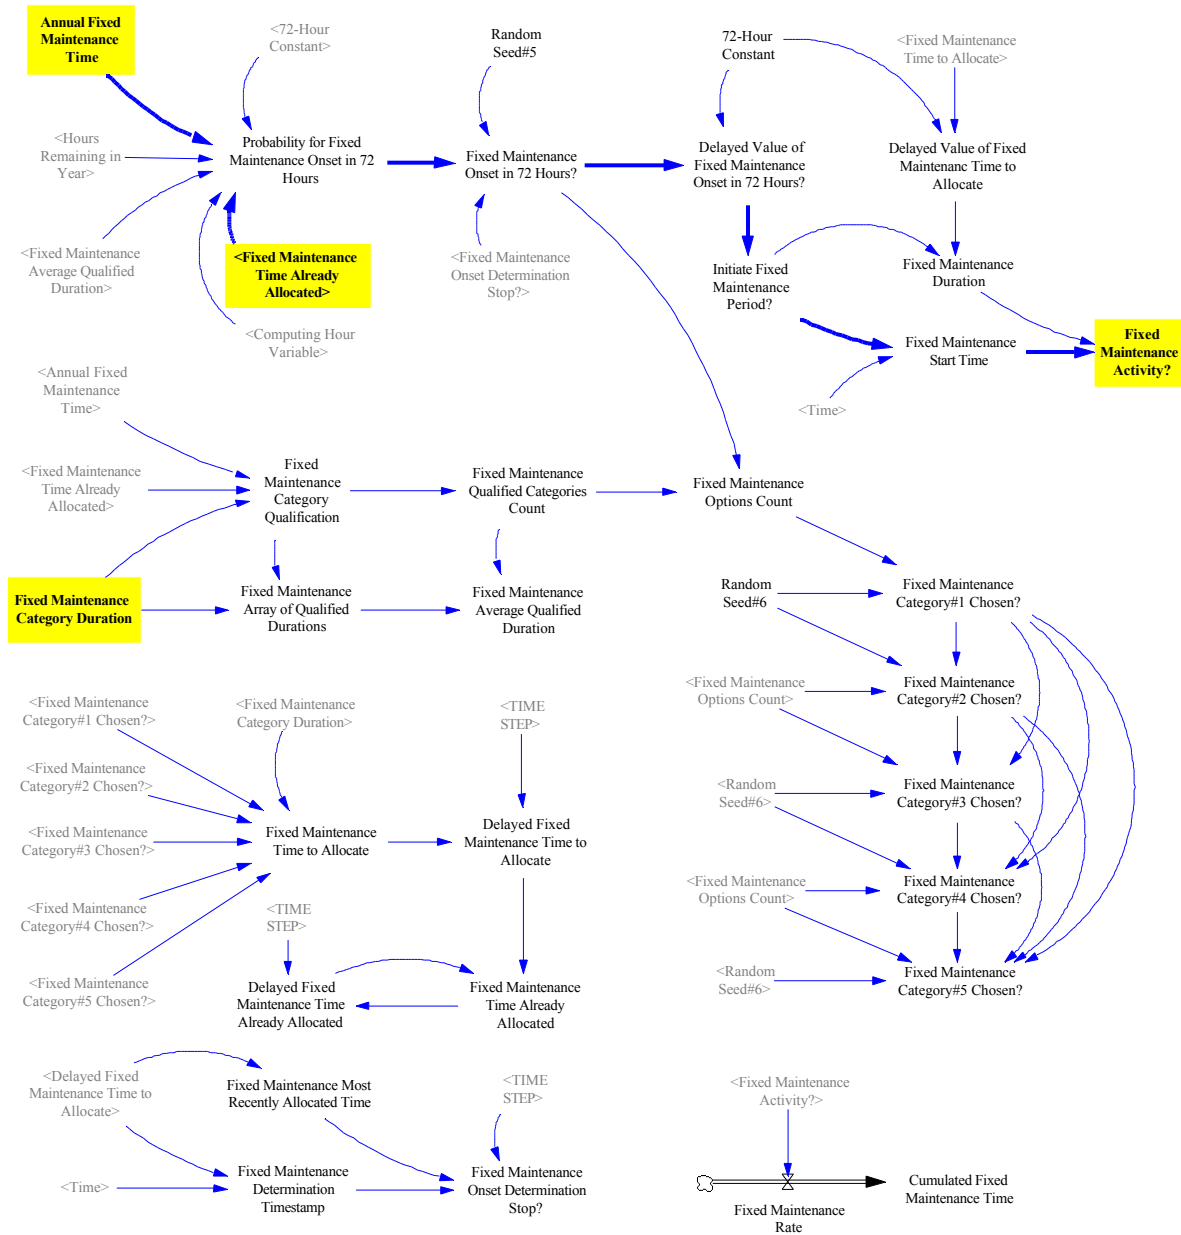 Annual Fixed
Maintenance
Time
<72-Hour
Constant>
Random
Seed#5
72-Hour
Constant
<Fixed Maintenance
Time to Allocate>
<Hours
Remaining in
Year>
Probability for Fixed
Maintenance Onset in 72
Hours
Fixed Maintenance
Onset in 72 Hours?
Delayed Value of
Fixed Maintenance
Onset in 72 Hours?
Delayed Value of Fixed
Maintenanc Time to
Allocate
<Fixed Maintenance
Average Qualified
Duration>
<Fixed Maintenance
Time Already
Allocated>
<Fixed Maintenance
Onset Determination
Stop?>
Initiate Fixed
Maintenance
Period?
Fixed Maintenance
Duration
<Computing Hour
Variable>
Fixed Maintenance
Start Time
Fixed
Maintenance
Activity?
<Time>
<Annual Fixed
Maintenance
Time>
<Fixed Maintenance
Time Already
Allocated>
Fixed
Maintenance
Category
Qualification
Fixed Maintenance
Qualified Categories
Count
Fixed Maintenance
Options Count
Fixed Maintenance
Category Duration
Fixed Maintenance
Array of Qualified
Durations
Fixed Maintenance
Average Qualified
Duration
Random
Seed#6
Fixed Maintenance
Category#1 Chosen?
<Fixed Maintenance
Options Count>
Fixed Maintenance
Category#2 Chosen?
<Random
Seed#6>
Fixed Maintenance
Category#3 Chosen?
<Fixed Maintenance
Options Count>
Fixed Maintenance
Category#4 Chosen?
<Random
Seed#6>
Fixed Maintenance
Category#5 Chosen?
<Fixed Maintenance
Category#1 Chosen?>
<Fixed Maintenance
Category Duration>
<TIME
STEP>
<Fixed Maintenance
Category#2 Chosen?>
<Fixed Maintenance
Category#3 Chosen?>
Fixed Maintenance
Time to Allocate
Delayed Fixed
Maintenance Time to
Allocate
<Fixed Maintenance
Category#4 Chosen?>
<TIME
STEP>
<Fixed Maintenance
Category#5 Chosen?>
Delayed Fixed
Maintenance Time
Already Allocated
Fixed Maintenance
Time Already
Allocated
<Delayed Fixed
Maintenance Time to
Allocate>
Fixed Maintenance Most
Recently Allocated Time
<TIME
STEP>
<Time>
Fixed Maintenance
Determination
Timestamp
Fixed Maintenance
Onset Determination
Stop?
<Fixed Maintenance
Activity?>
Fixed Maintenance
Rate
Cumulated Fixed
Maintenance Time